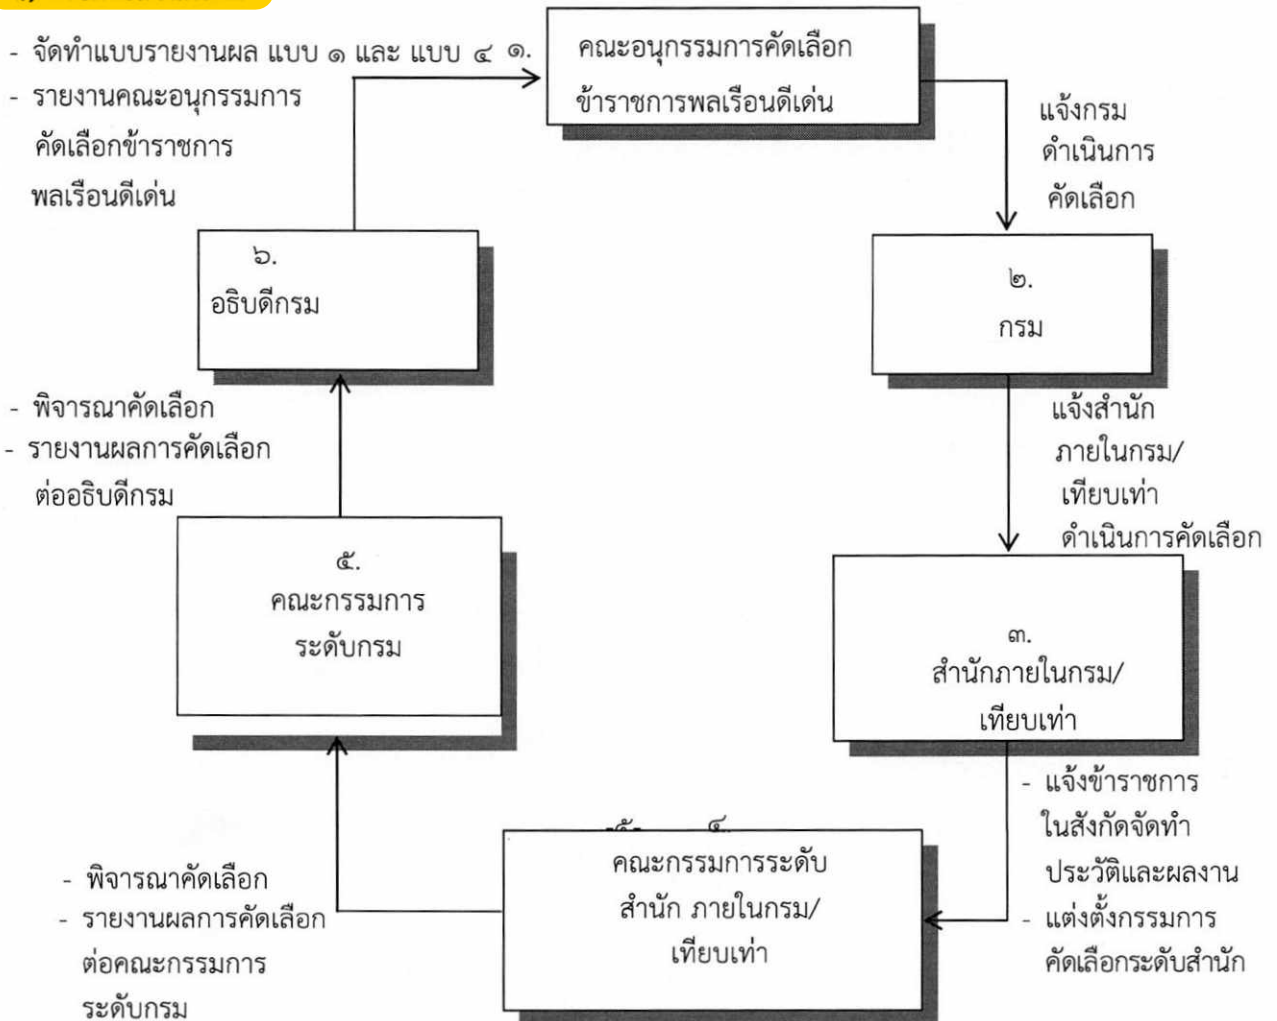 - จัดทำแบบรายงานผล แบบ ๑ และ แบบ ๔
- รายงานคณะอนุกรรมการ
คัดเลือกข้าราชการ
พลเรือนดีเด่น
๑.
คณะอนุกรรมการคัดเลือก
ข้าราชการพลเรือนดีเด่น
แจ้งกรม
ดำเนินการ
คัดเลือก
๒.
กรม
แจ้งสำนัก
ภายในกรม/
เทียบเท่า
ดำเนินการคัดเลือก
๓.
สำนักภายในกรม/
เทียบเท่า
- แจ้งข้าราชการ
ในสังกัดจัดทำ
ประวัติและผลงาน
- แต่งตั้งกรรมการ
คัดเลือกระดับสำนัก
-๕- ๔.
คณะกรรมการระดับ
สำนัก ภายในกรม/
เทียบเท่า
- พิจารณาคัดเลือก
- รายงานผลการคัดเลือก
ต่อคณะกรรมการ
ระดับกรม
๕.
คณะกรรมการ
ระดับกรม
- พิจารณาคัดเลือก
- รายงานผลการคัดเลือก
ต่ออธิบดีกรม
๖.
อธิบดีกรม